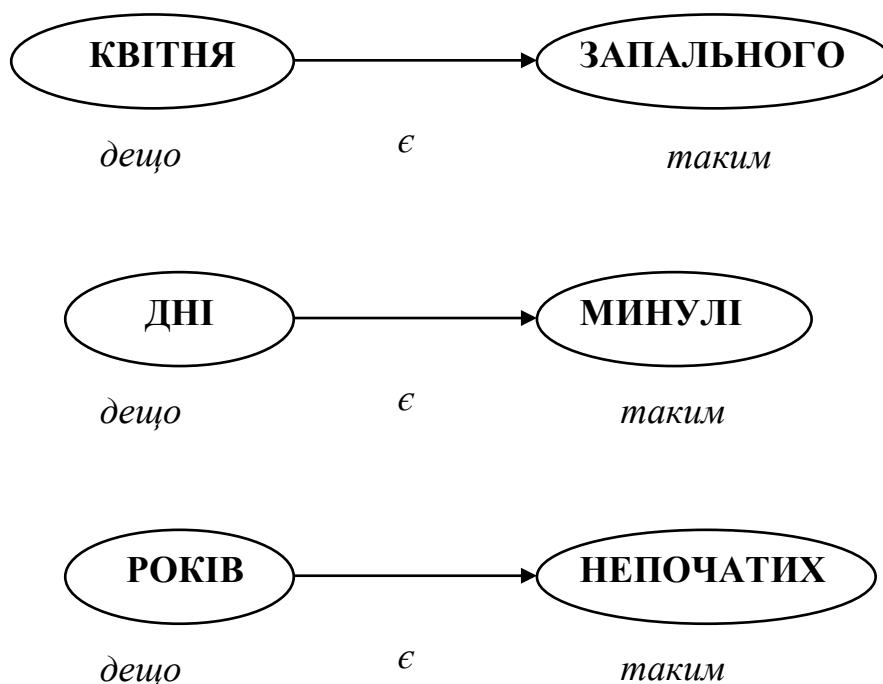 КВІТНЯ ЗАПАЛЬНОГО
дещо є таким
ДНІ МИНУЛІ
дещо є таким
РОКІВ НЕПОЧАТИХ
дещо є таким